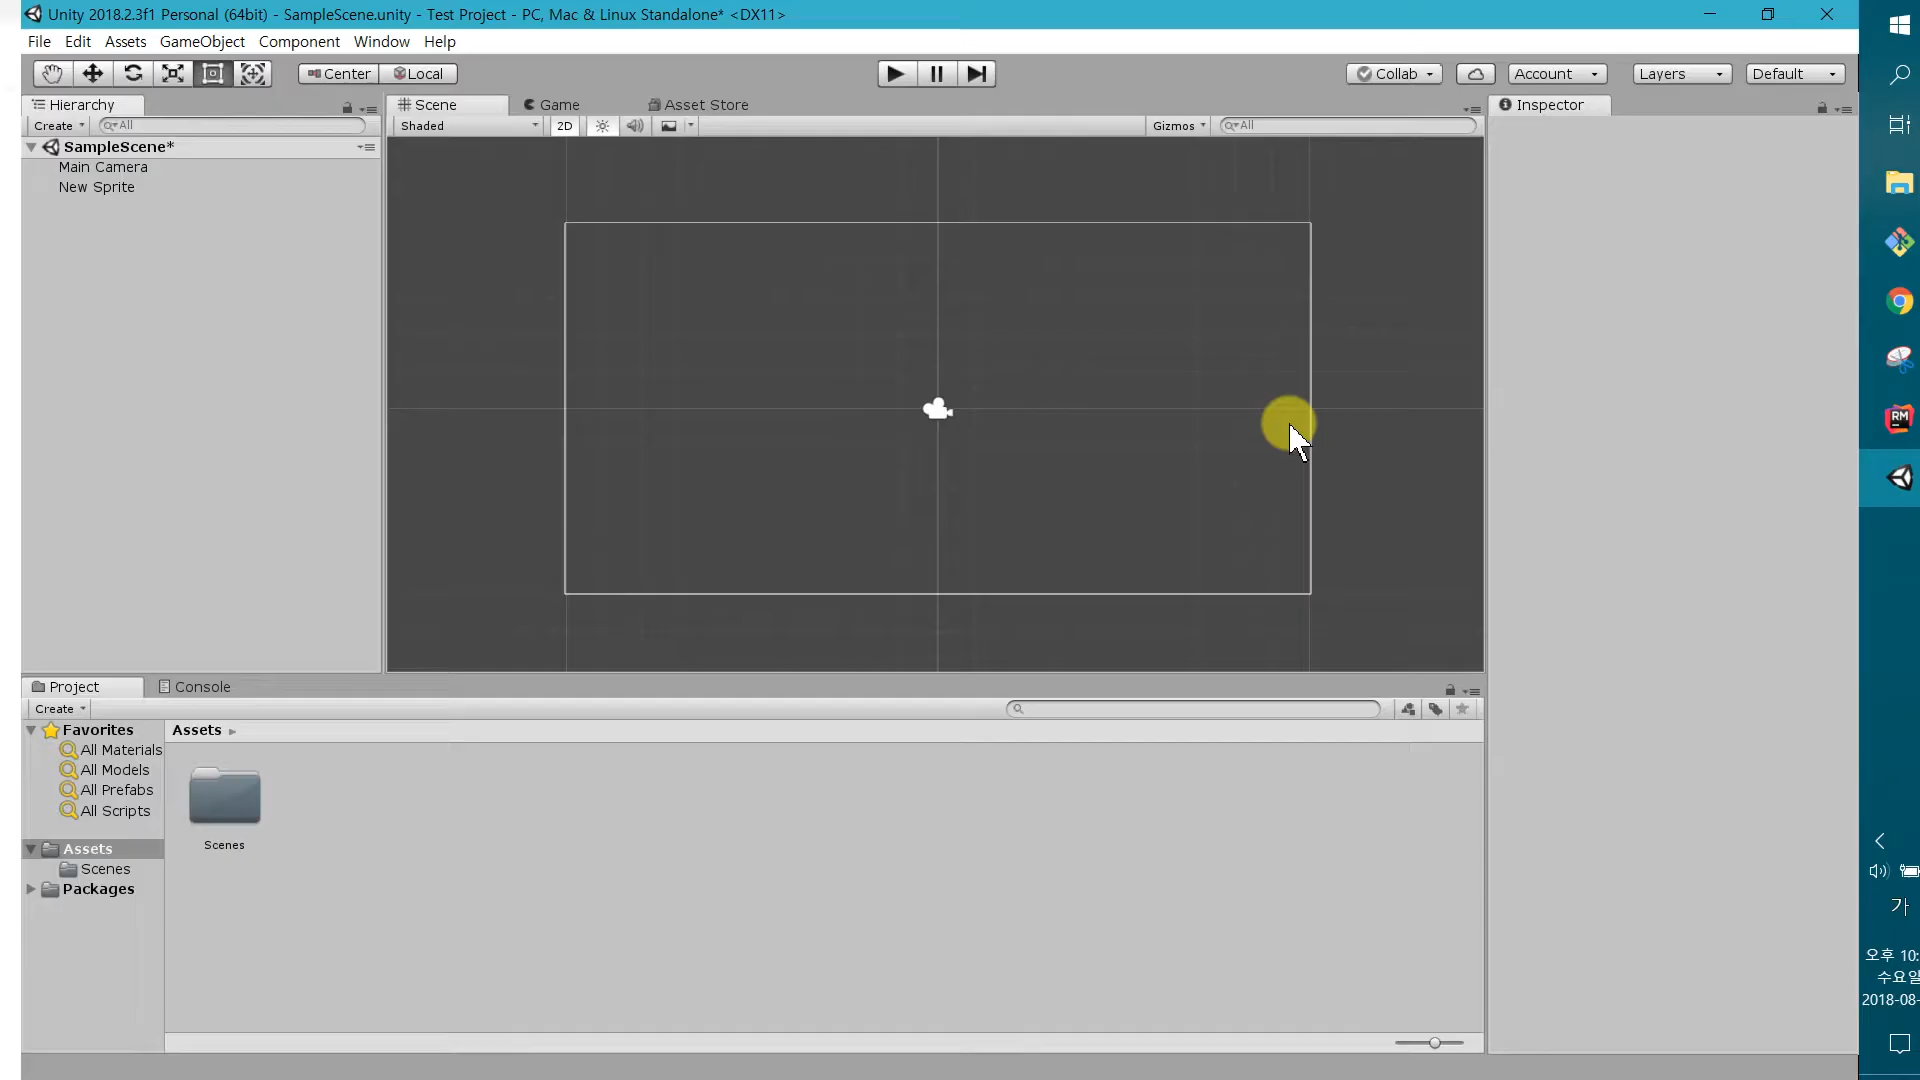 Unity 2018.2.3f1 Personal (64bit) - SampleScene.unity - Test Project - PC, Mac & Linux Standalone* <DX11>
File Edit Assets GameObject Component Window Help
Center Local Collab Account Layers Default
Hierarchy Scene Game Asset Store Inspector
Create All Shaded 2D Gizmos All
SampleScene*
Main Camera
New Sprite
RM
Project Console
Create
Favorites Assets
All Materials
All Models
All Prefabs
All Scripts
Scenes
Assets
Scenes
Packages
가
오후 10:
수요일
2018-08-